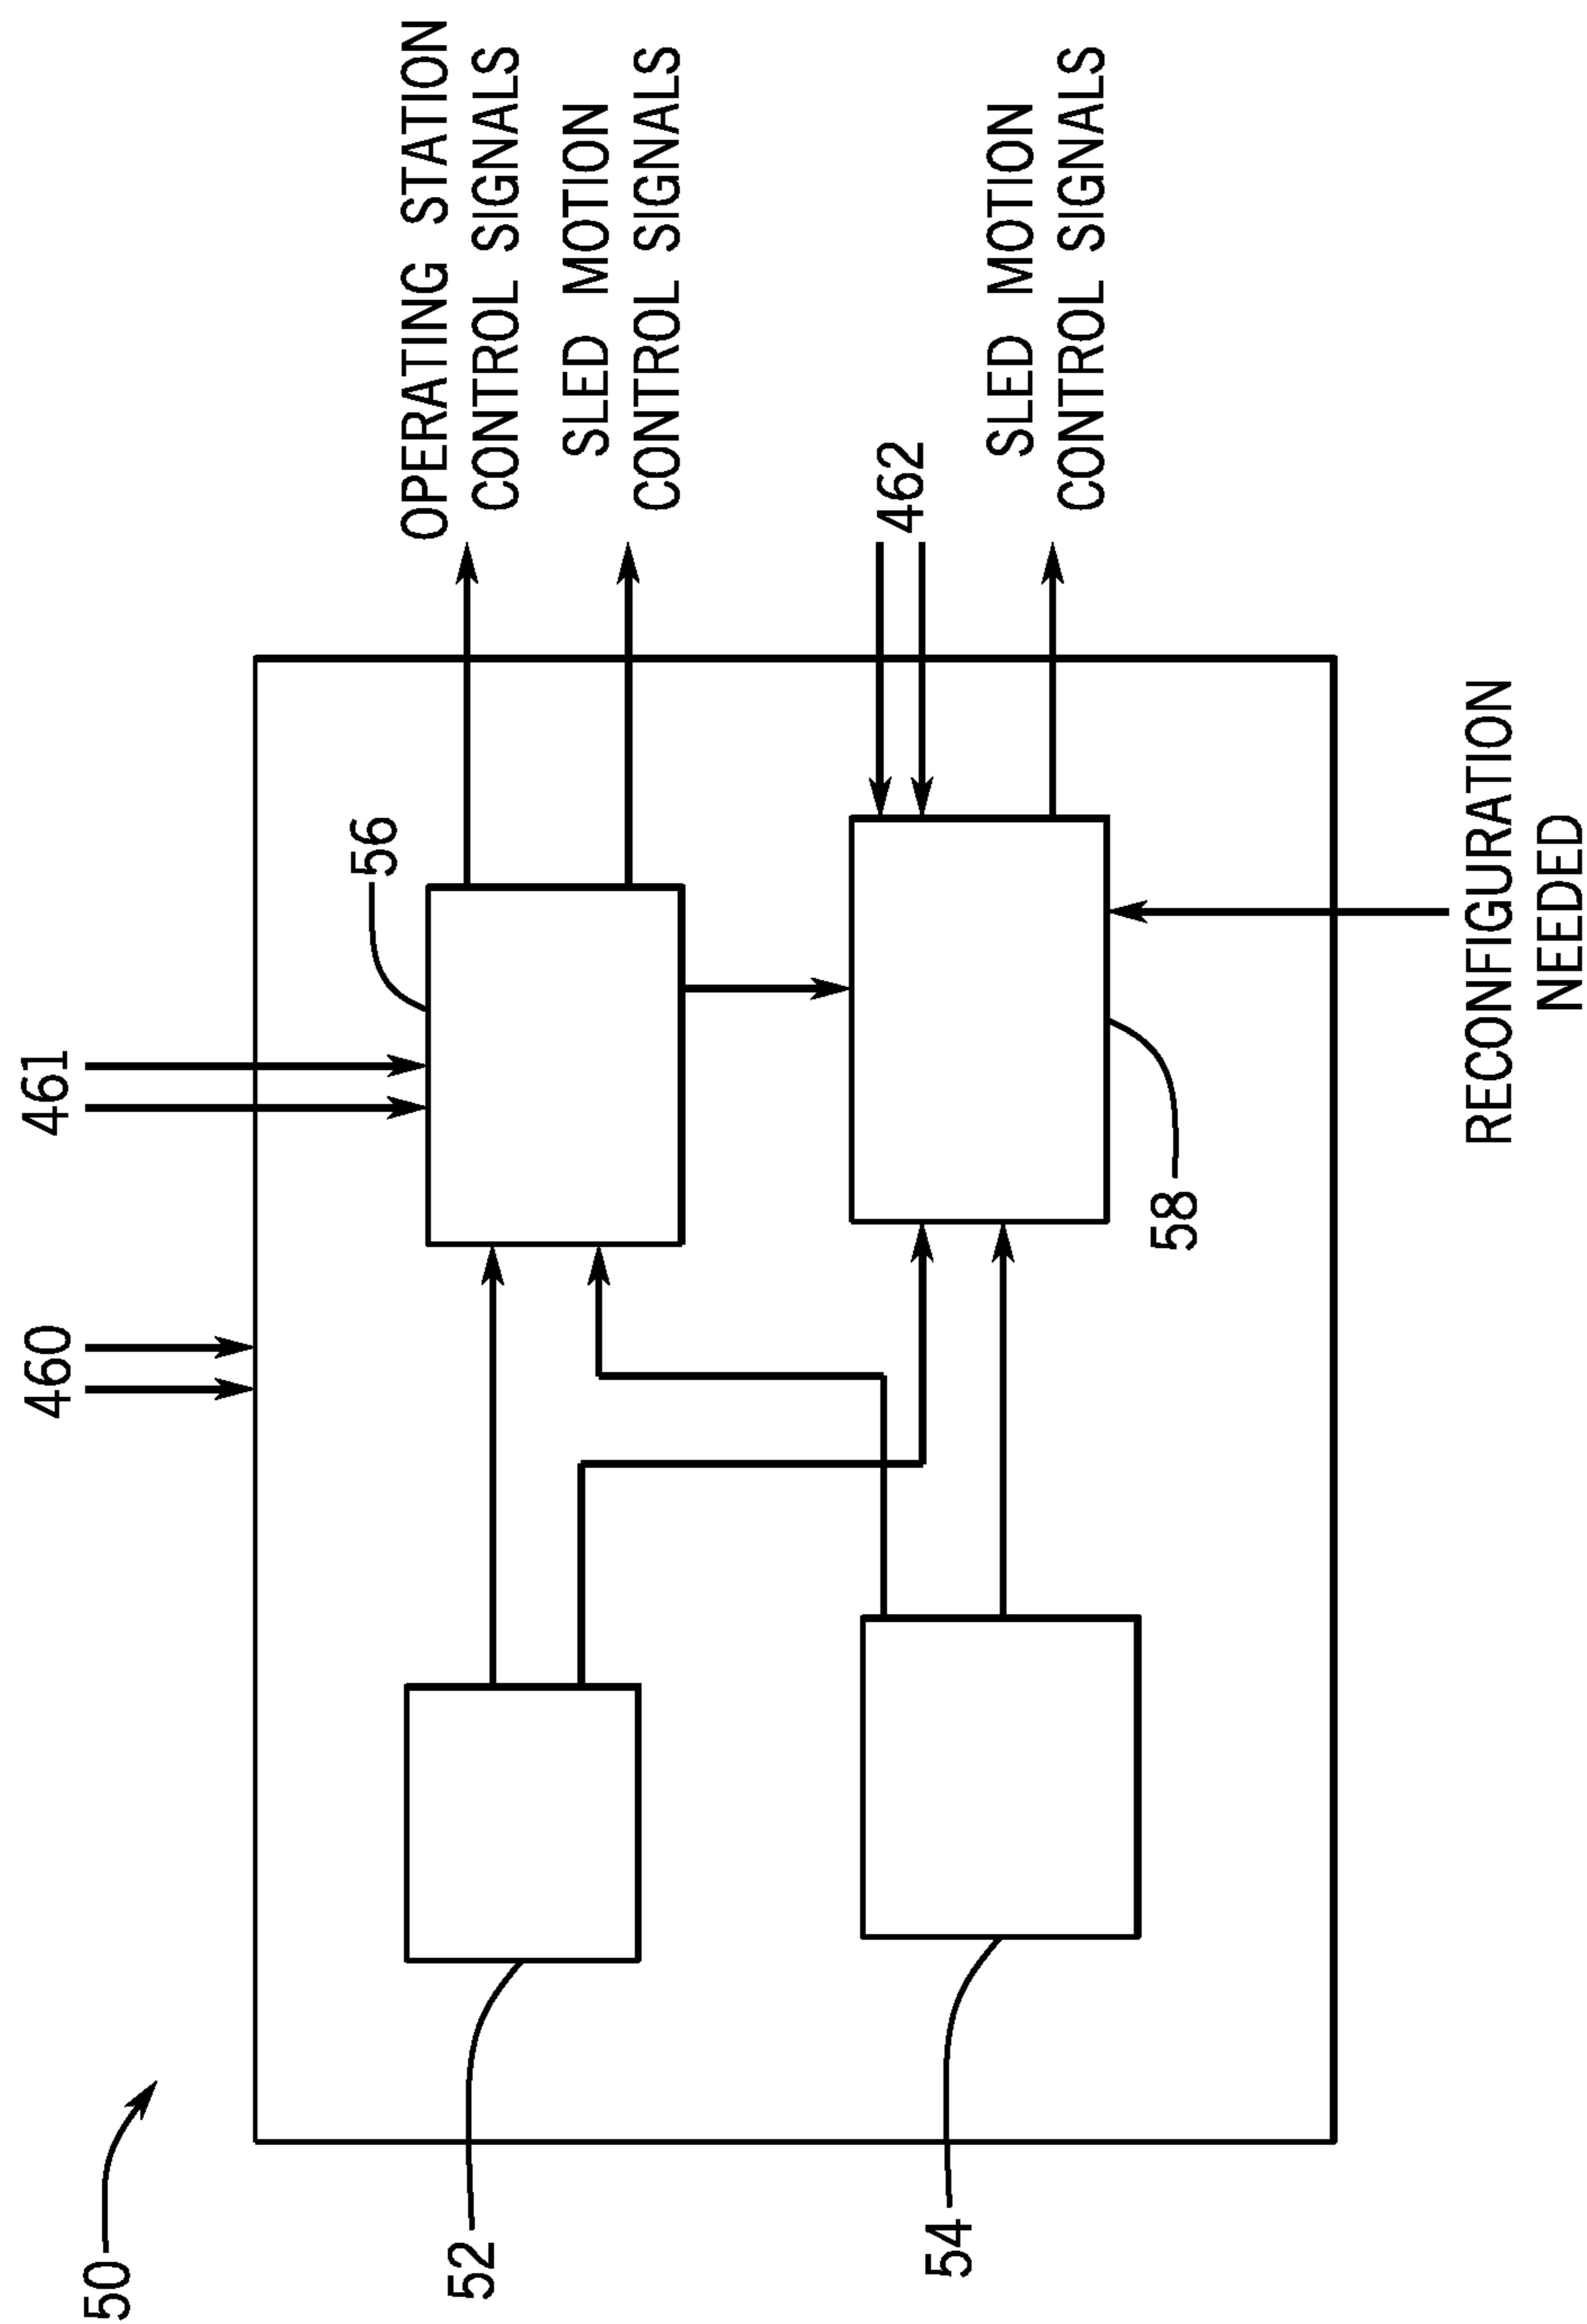 50
460
461
56
OPERATING STATION
CONTROL SIGNALS
SLED MOTION
CONTROL SIGNALS
462
SLED MOTION
CONTROL SIGNALS
52
54
58
RECONFIGURATION
NEEDED